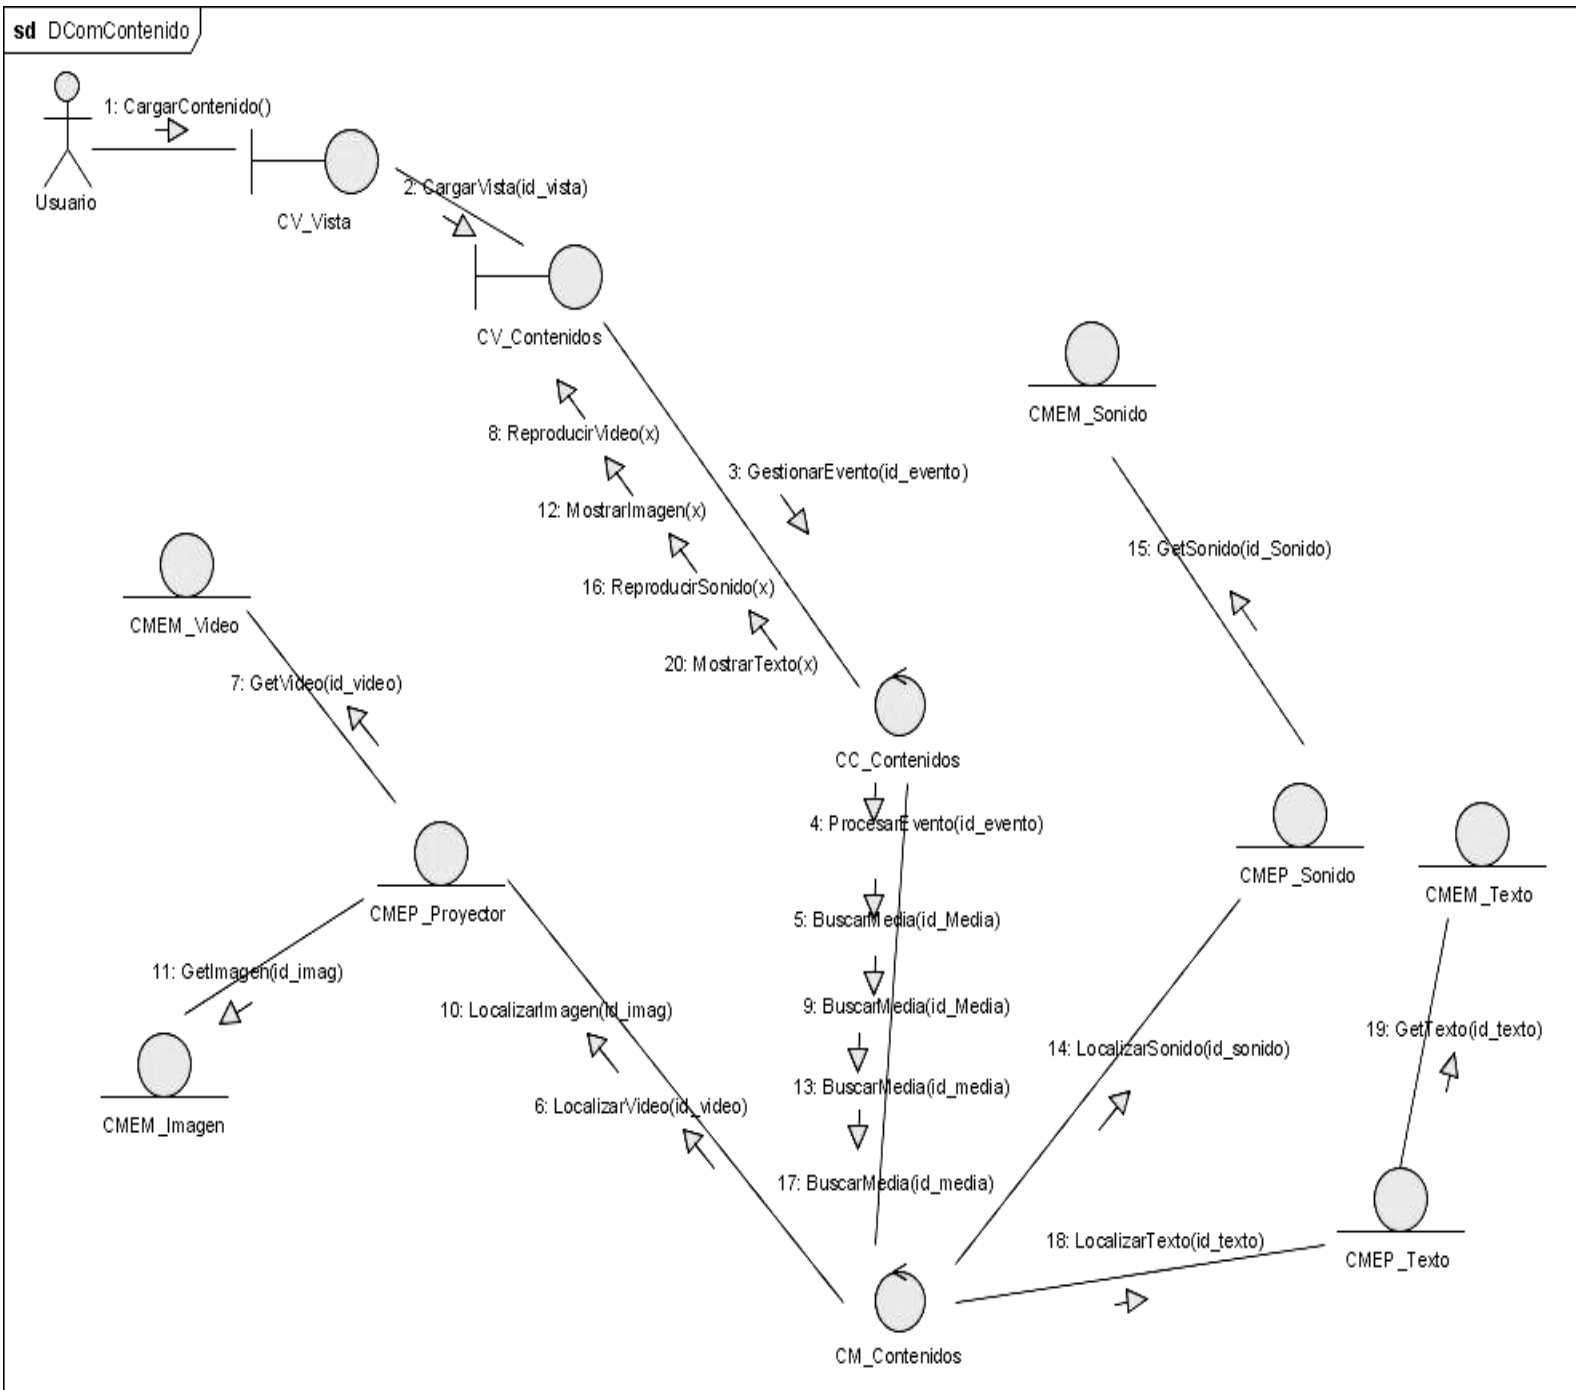 sd DComContenido
1: CargarContenido()
Usuario
CV_Vista
2: CargarVista(id_vista)
CV_Contenidos
8: ReproducirVideo(x)
3: GestionarEvento(id_evento)
12: MostrarImagen(x)
16: ReproducirSonido(x)
20: MostrarTexto(x)
CMEM_Sonido
15: GetSonido(id_Sonido)
CMEM_Video
7: GetVideo(id_video)
CC_Contenidos
4: ProcesarEvento(id_evento)
5: BuscarMedia(id_Media)
9: BuscarMedia(id_Media)
13: BuscarMedia(id_media)
17: BuscarMedia(id_media)
CMEP_Proyector
11: GetImagen(id_imag)
10: LocalizarImagen(id_imag)
6: LocalizarVideo(id_video)
CMEM_Imagen
CMEP_Sonido
CMEM_Texto
14: LocalizarSonido(id_sonido)
19: GetTexto(id_texto)
18: LocalizarTexto(id_texto)
CMEP_Texto
CM_Contenidos